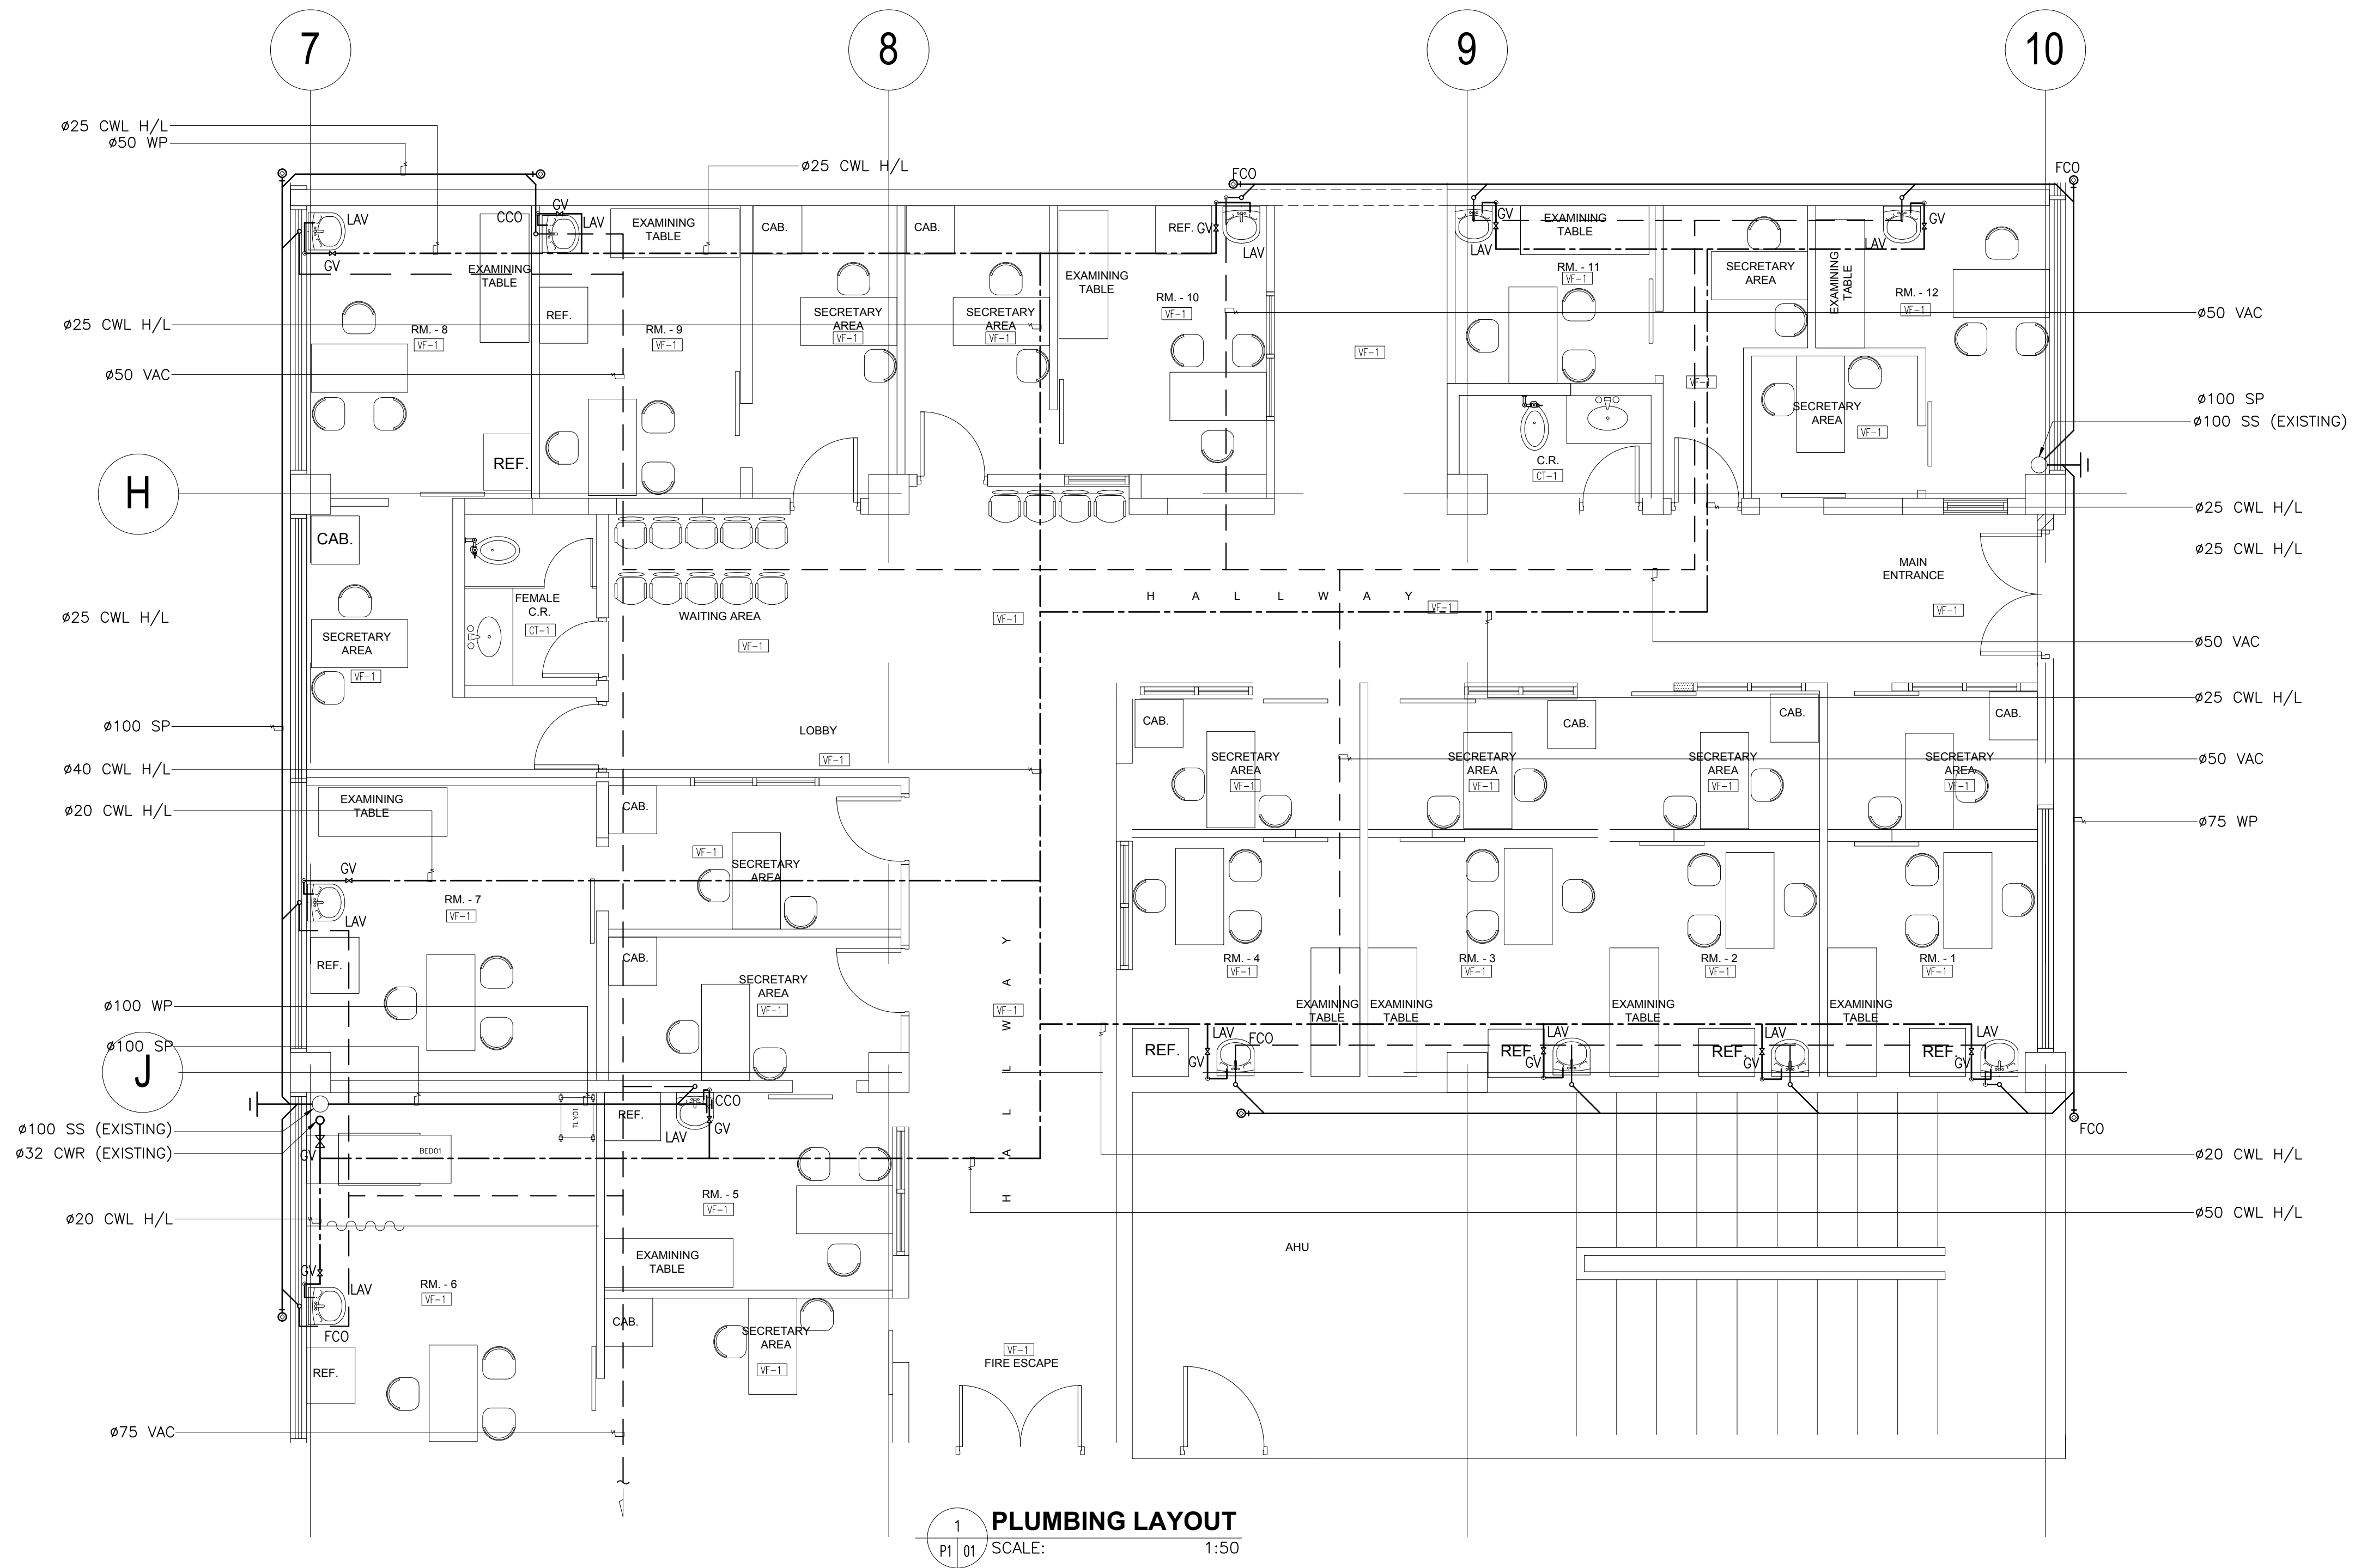 7
8
9
10
ø25 CWL H/L
ø50 WP
ø25 CWL H/L
FCO
FCO
LAV
GV
CCO
GV
LAV
EXAMINING
TABLE
CAB.
CAB.
REF.
GV
LAV
EXAMINING
TABLE
LAV
GV
LAV
EXAMINING
TABLE
REF.
EXAMINING
TABLE
RM. - 11
VF-1
SECRETARY
AREA
EXAMINING
TABLE
RM. - 12
VF-1
RM. - 10
VF-1
ø25 CWL H/L
RM. - 8
VF-1
RM. - 9
VF-1
SECRETARY
AREA
VF-1
SECRETARY
AREA
VF-1
VF-1
VF-1
ø50 VAC
ø50 VAC
SECRETARY
AREA
VF-1
ø100 SP
ø100 SS (EXISTING)
REF.
C.R.
CT-1
H
ø25 CWL H/L
ø25 CWL H/L
CAB.
MAIN
ENTRANCE
VF-1
FEMALE
C.R.
CT-1
WAITING AREA
VF-1
VF-1
H A L L W A Y
VF-1
ø25 CWL H/L
SECRETARY
AREA
VF-1
ø50 VAC
ø25 CWL H/L
ø100 SP
LOBBY
VF-1
CAB.
CAB.
CAB.
CAB.
ø40 CWL H/L
SECRETARY
AREA
VF-1
SECRETARY
AREA
VF-1
SECRETARY
AREA
VF-1
SECRETARY
AREA
VF-1
ø50 VAC
ø20 CWL H/L
EXAMINING
TABLE
CAB.
ø75 WP
VF-1
SECRETARY
AREA
GV
LAV
RM. - 7
VF-1
REF.
CAB.
SECRETARY
AREA
VF-1
H A L L W A Y
VF-1
RM. - 4
VF-1
RM. - 3
VF-1
RM. - 2
VF-1
RM. - 1
VF-1
EXAMINING
TABLE
EXAMINING
TABLE
EXAMINING
TABLE
EXAMINING
TABLE
ø100 WP
ø100 SP
J
REF.
LAV
GV
FCO
REF.
LAV
GV
REF.
LAV
GV
REF.
LAV
GV
TLY01
REF.
CCO
LAV
GV
FCO
ø100 SS (EXISTING)
ø32 CWR (EXISTING)
GV
BED01
ø20 CWL H/L
RM. - 5
VF-1
ø20 CWL H/L
ø50 CWL H/L
EXAMINING
TABLE
AHU
GV
LAV
RM. - 6
VF-1
FCO
REF.
CAB.
SECRETARY
AREA
VF-1
VF-1
FIRE ESCAPE
ø75 VAC
1
P1 01
PLUMBING LAYOUT
SCALE: 1:50